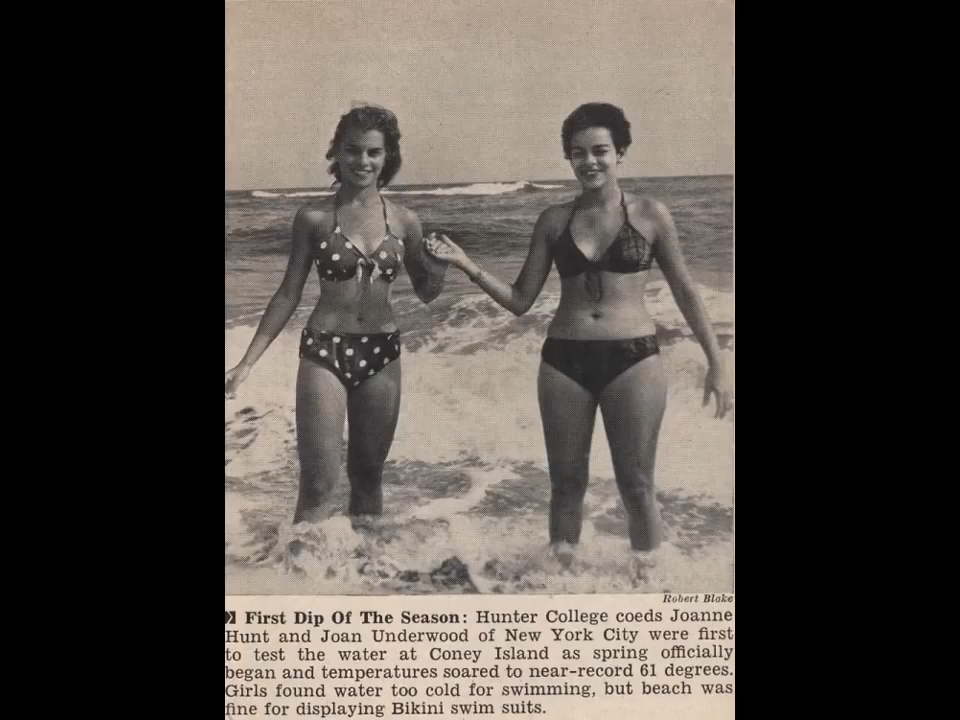 Robert Blake
First Dip Of The Season: Hunter College coeds Joanne
Hunt and Joan Underwood of New York City were first
to test the water at Coney Island as spring officially
began and temperatures soared to near-record 61 degrees.
Girls found water too cold for swimming, but beach was
fine for displaying Bikini swim suits.